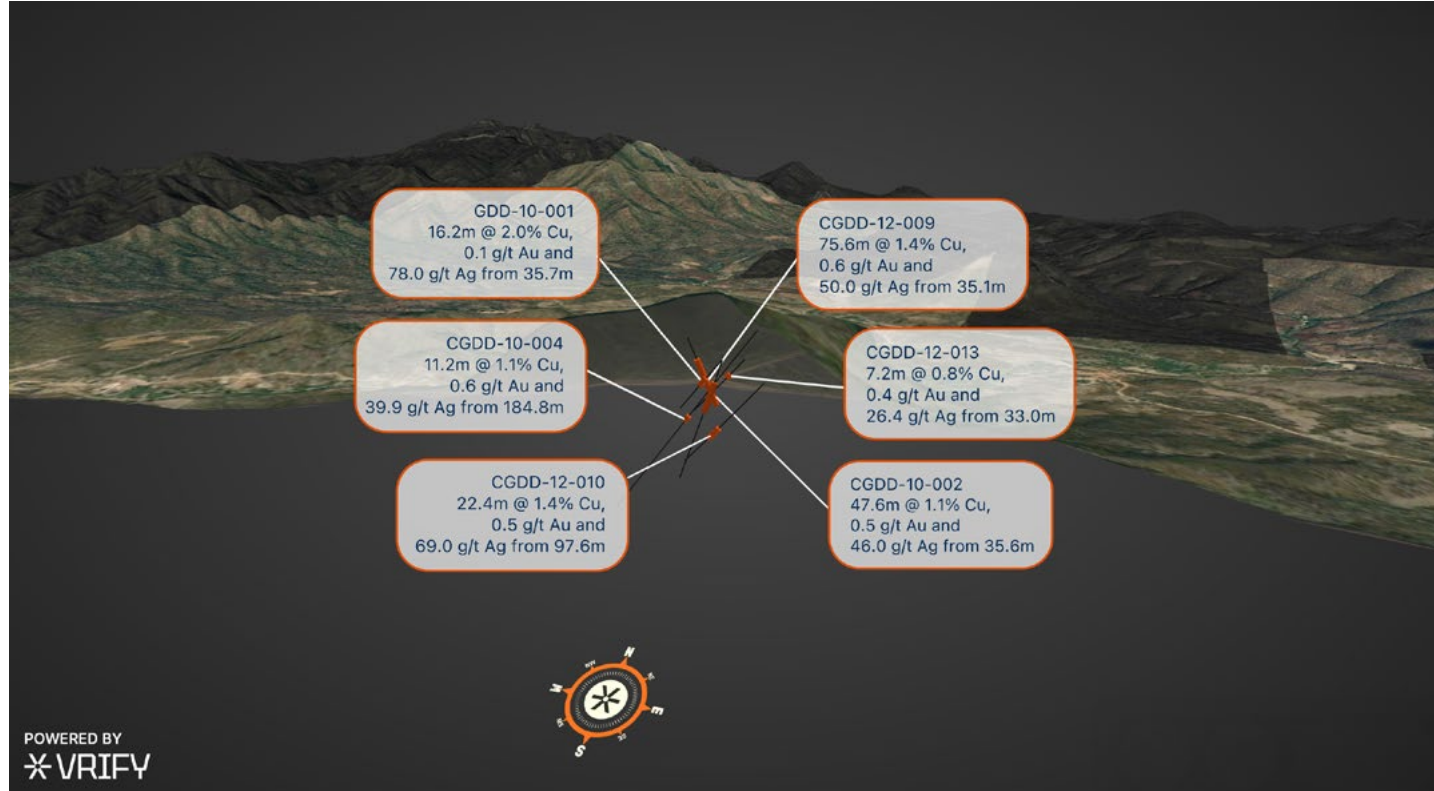 GDD-10-001
16.2m @ 2.0% Cu,
0.1 g/t Au and
78.0 g/t Ag from 35.7m
CGDD-12-009
75.6m @ 1.4% Cu,
0.6 g/t Au and
50.0 g/t Ag from 35.1m
CGDD-10-004
11.2m @ 1.1% Cu,
0.6 g/t Au and
39.9 g/t Ag from 184.8m
CGDD-12-013
7.2m @ 0.8% Cu,
0.4 g/t Au and
26.4 g/t Ag from 33.0m
CGDD-12-010
22.4m @ 1.4% Cu,
0.5 g/t Au and
69.0 g/t Ag from 97.6m
CGDD-10-002
47.6m @ 1.1% Cu,
0.5 g/t Au and
46.0 g/t Ag from 35.6m
N
W
E
S
POWERED BY
VRIFY